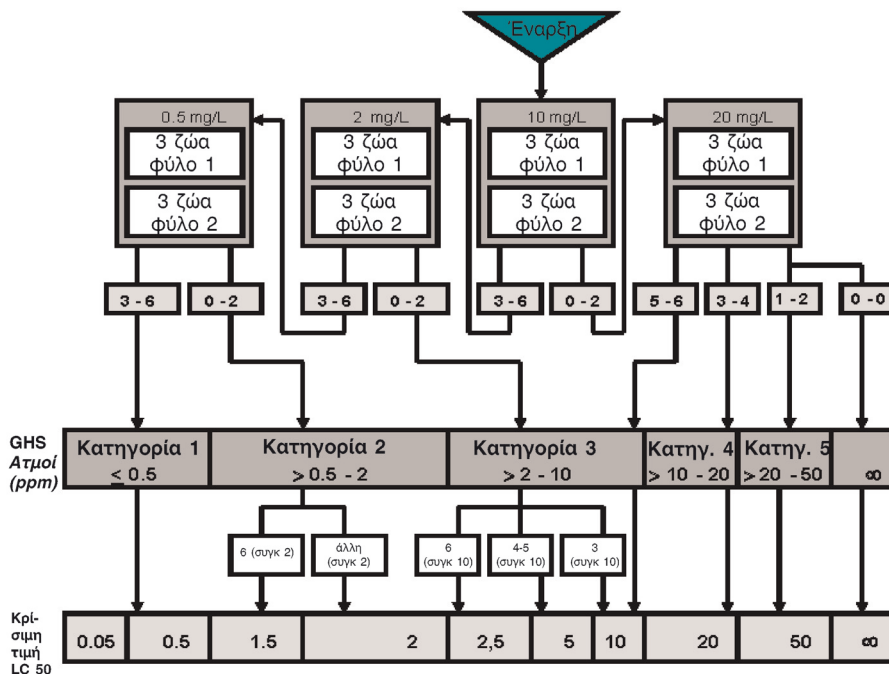 Έναρξη
0.5 mg/L
2 mg/L
10 mg/L
20 mg/L
3 ζώα
φύλο 1
3 ζώα
φύλο 1
3 ζώα
φύλο 1
3 ζώα
φύλο 1
3 ζώα
φύλο 2
3 ζώα
φύλο 2
3 ζώα
φύλο 2
3 ζώα
φύλο 2
3 - 6
0 - 2
3 - 6
0 - 2
3 - 6
0 - 2
5 - 6
3 - 4
1 - 2
0 - 0
GHS
Ατμοί
(ppm)
Κατηγορία 1
≤ 0.5
Κατηγορία 2
> 0.5 - 2
Κατηγορία 3
> 2 - 10
Κατηγ. 4
> 10 - 20
Κατηγ. 5
> 20 - 50
∞
6 (συγκ 2)
άλλη
(συγκ 2)
6
(συγκ 10)
4-5
(συγκ 10)
3
(συγκ 10)
Κρί-
σιμη
τιμή
LC 50
0.05
0.5
1.5
2
2,5
5
10
20
50
∞